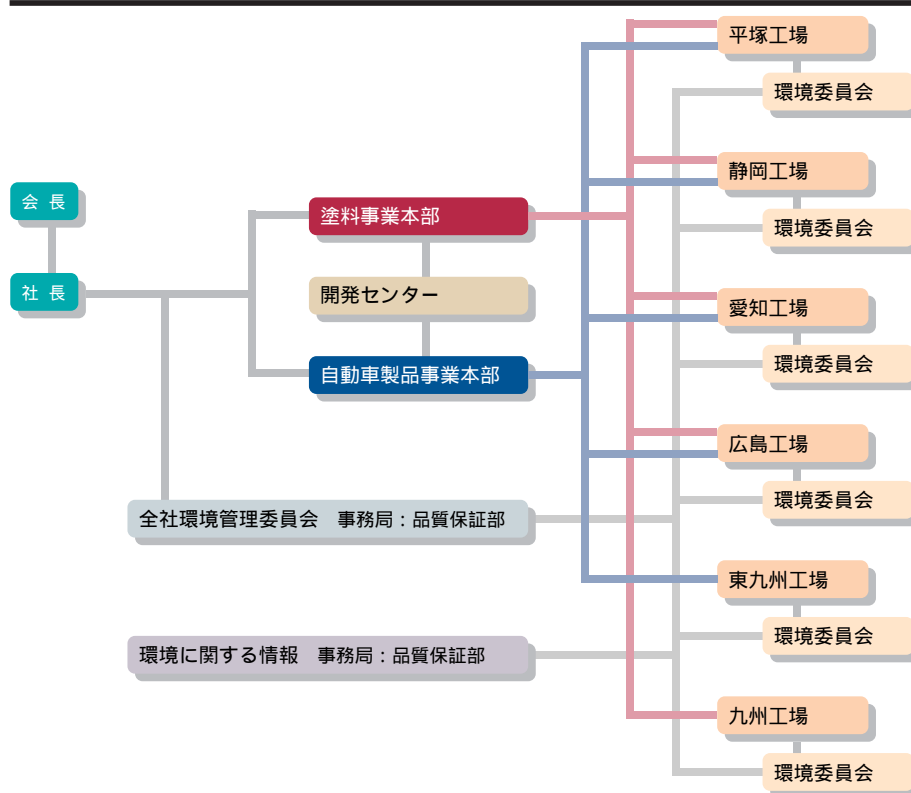 会 長
社 長
塗料事業本部
開発センター
自動車製品事業本部
全社環境管理委員会　事務局：品質保証部
環境に関する情報　事務局：品質保証部
平塚工場
環境委員会
静岡工場
環境委員会
愛知工場
環境委員会
広島工場
環境委員会
東九州工場
環境委員会
九州工場
環境委員会